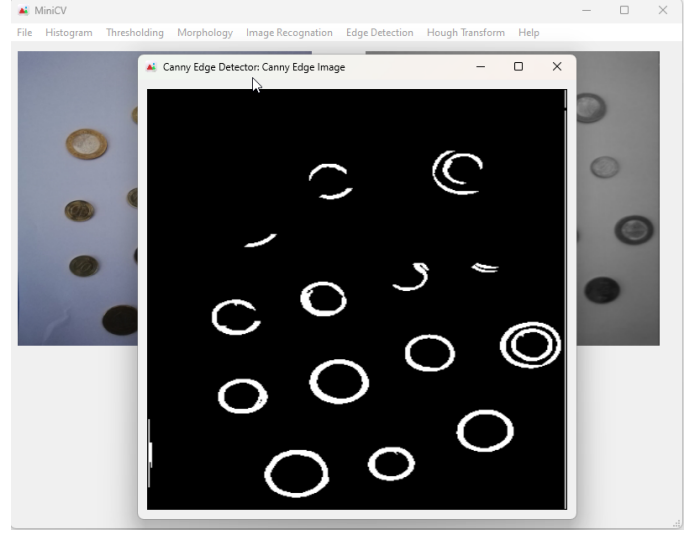 MiniCV
File Histogram Thresholding Morphology Image Recognation Edge Detection Hough Transform Help
Canny Edge Detector: Canny Edge Image